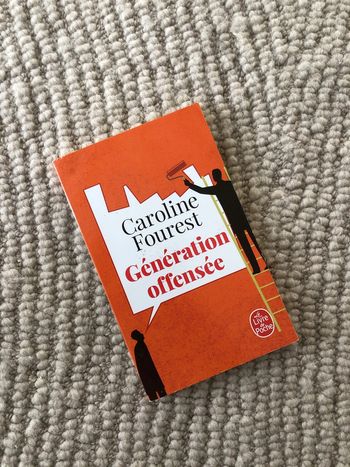 Caroline
Fourest
Génération
offensée
Le
Livre
de
Poche